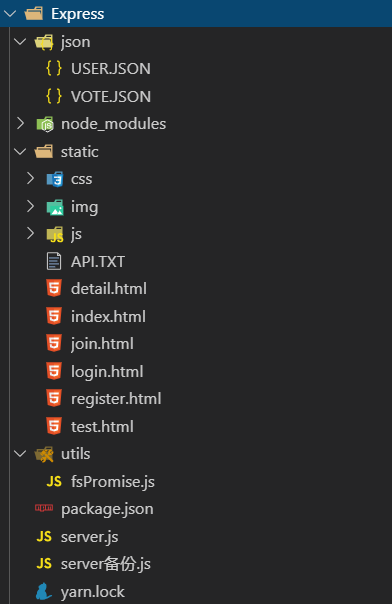 Express
json
USER.JSON
VOTE.JSON
node_modules
static
css
img
js
API.TXT
detail.html
index.html
join.html
login.html
register.html
test.html
utils
JS fsPromise.js
package.json
JS server.js
JS server备份.js
yarn.lock